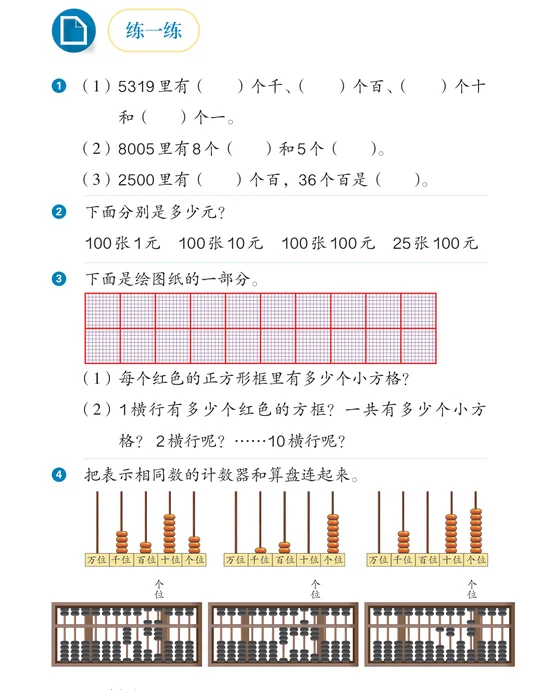 练一练
1 （1）5319里有（　　）个千、（　　）个百、（　　）个十
和（　　）个一。
（2）8005里有8个（　　）和5个（　　）。
（3）2500里有（　　）个百，36个百是（　　）。
2 下面分别是多少元？
100张1元　100张10元　100张100元　25张100元
3 下面是绘图纸的一部分。
（1）每个红色的正方形框里有多少个小方格？
（2）1横行有多少个红色的方框？一共有多少个小方
格？ 2横行呢？……10横行呢？
4 把表示相同数的计数器和算盘连起来。
万位 千位 百位 十位 个位　万位 千位 百位 十位 个位　万位 千位 百位 十位 个位
个位　个位　个位